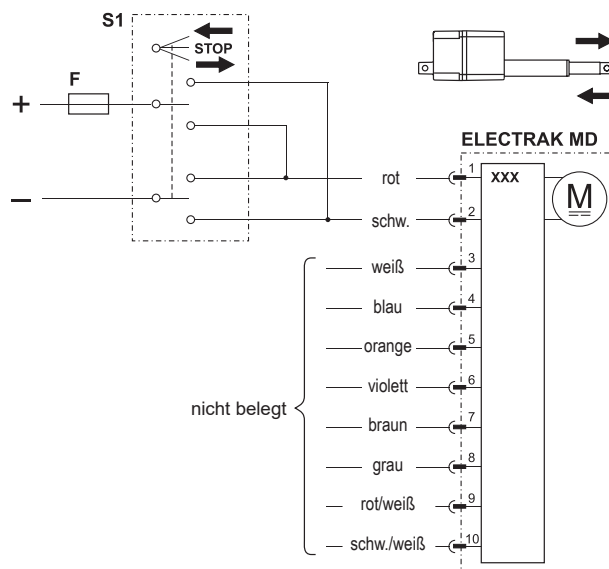 S1
STOP
F
+
–
ELECTRAK MD
rot 1 XXX
M
schw. 2
weiß 3
blau 4
orange 5
violett 6
nicht belegt
braun 7
grau 8
rot/weiß 9
schw./weiß 10